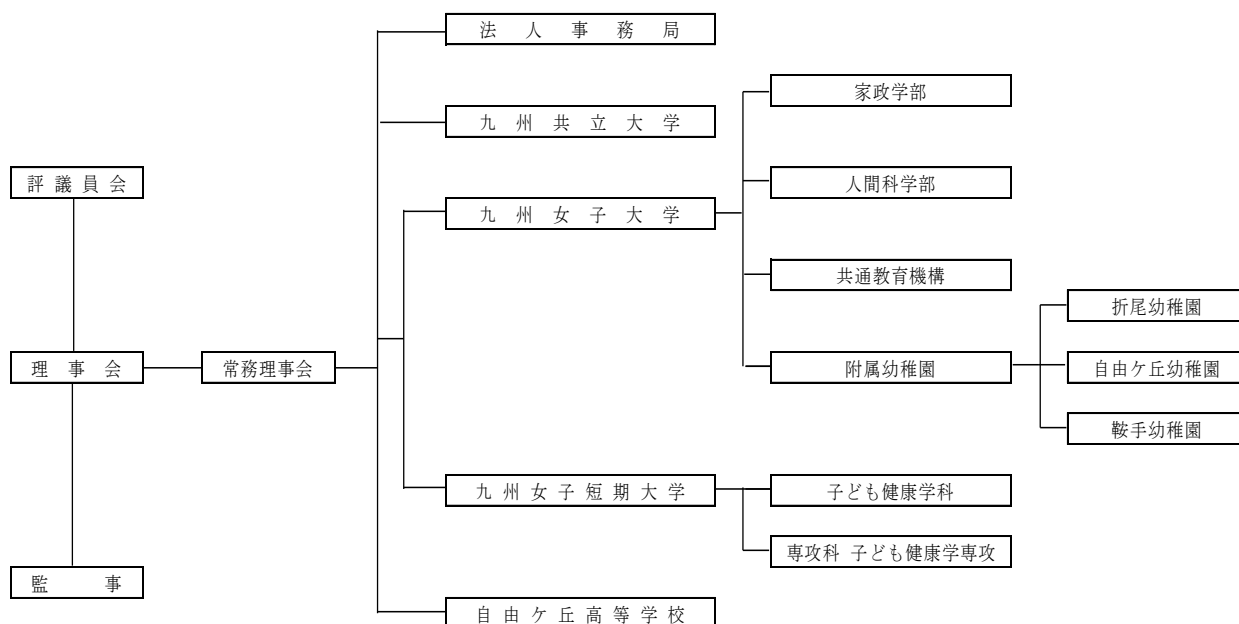 法人事務局
九州共立大学
家政学部
評議員会
人間科学部
九州女子大学
共通教育機構
折尾幼稚園
理事会
常務理事会
附属幼稚園
自由ケ丘幼稚園
鞍手幼稚園
九州女子短期大学
子ども健康学科
専攻科 子ども健康学専攻
監事
自由ケ丘高等学校